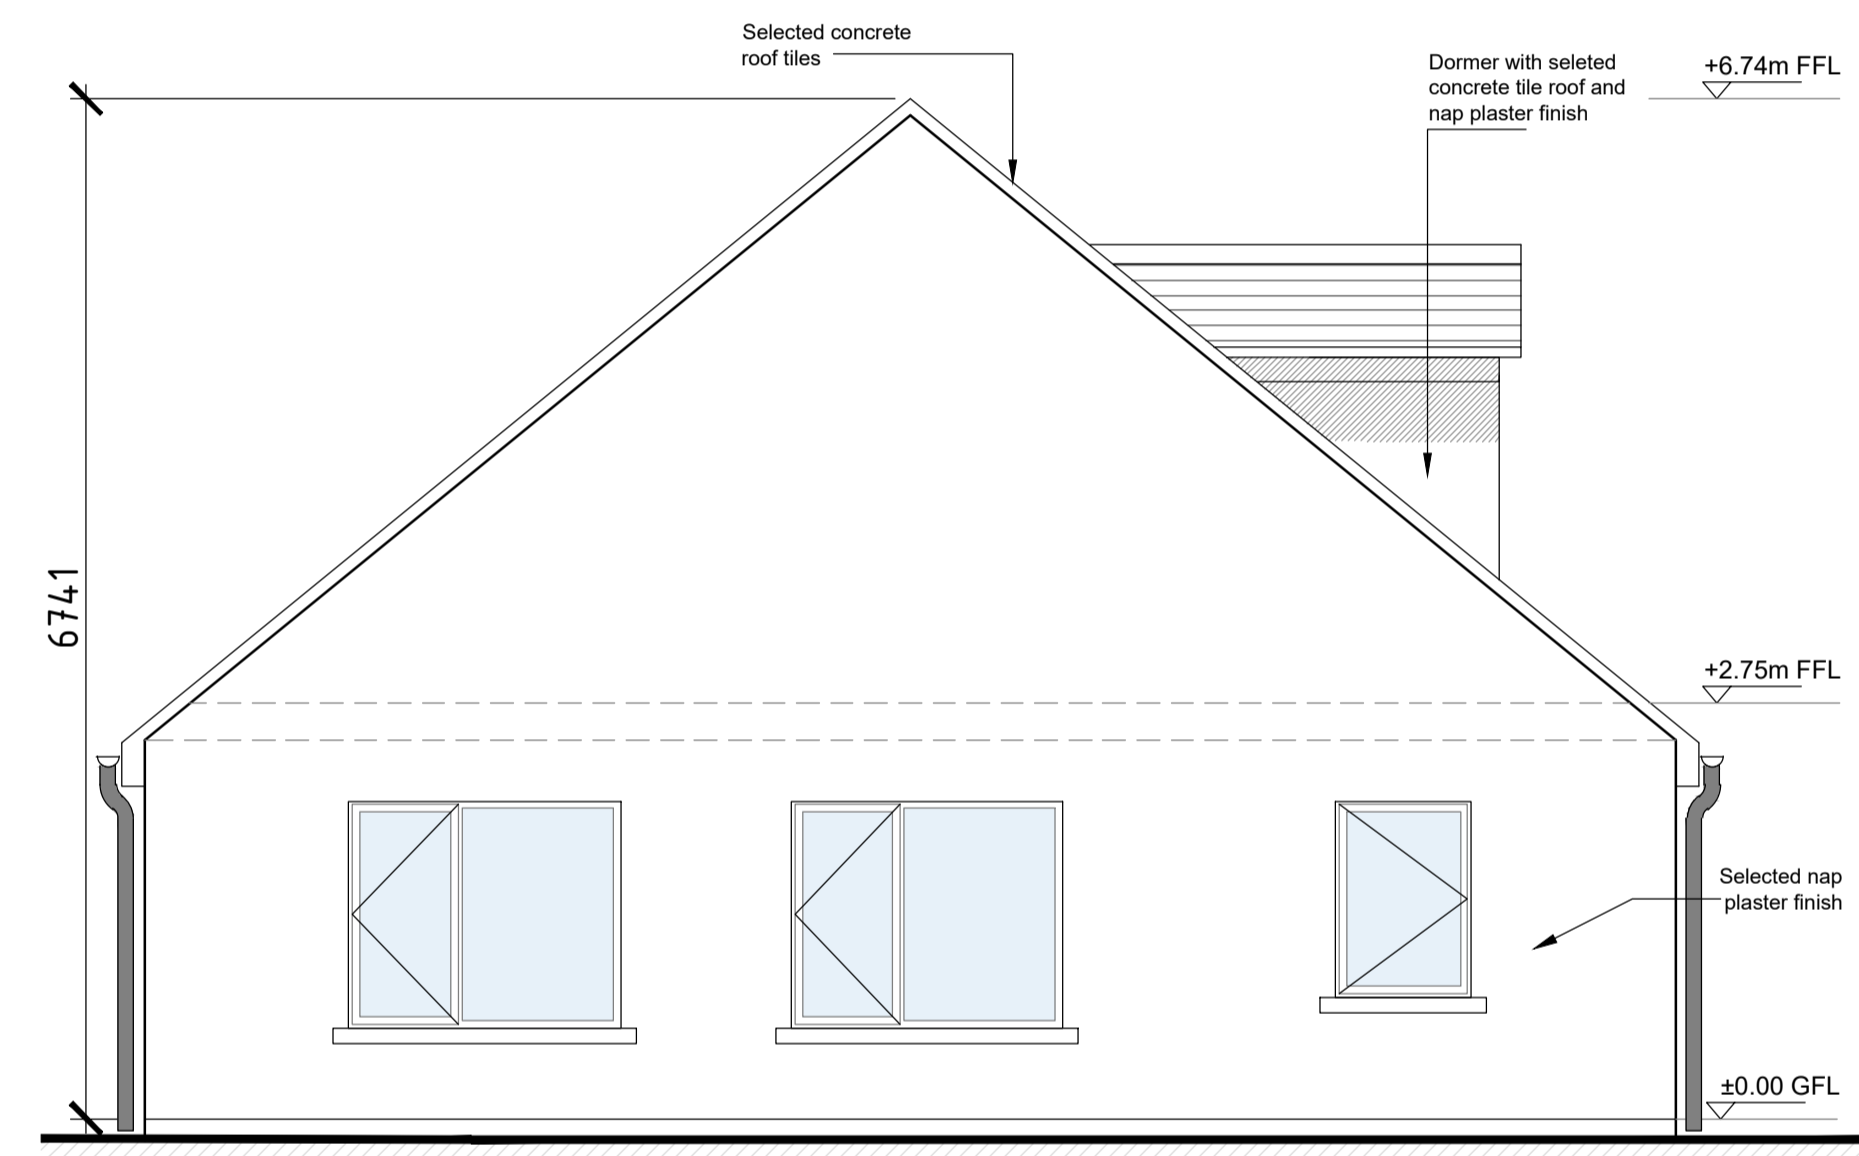 Selected concrete
roof tiles
Dormer with seleted
concrete tile roof and
nap plaster finish
+6.74m FFL
6741
+2.75m FFL
Selected nap
plaster finish
±0.00 GFL